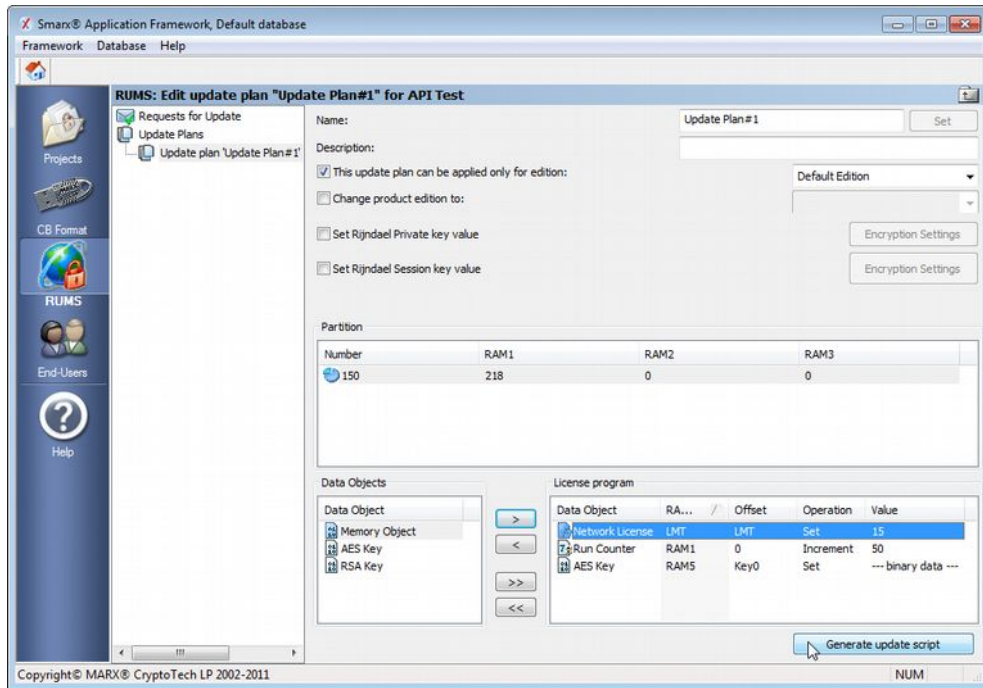 Smarx® Application Framework, Default database
Framework Database Help
RUMS: Edit update plan "Update Plan#1" for API Test
Projects
CB Format
RUMS
End-Users
Help
Requests for Update
Update Plans
Update plan 'Update Plan#1'
Name: Update Plan#1 Set
Description:
This update plan can be applied only for edition: Default Edition
Change product edition to:
Set Rijndael Private key value Encryption Settings
Set Rijndael Session key value Encryption Settings
Partition
Number RAM1 RAM2 RAM3
150 218 0 0
Data Objects
Data Object
Memory Object
AES Key
RSA Key
>
<
>>
<<
License program
Data Object RA... Offset Operation Value
Network License LMT LMT Set 15
Run Counter RAM1 0 Increment 50
AES Key RAM5 Key0 Set --- binary data ---
Generate update script
Copyright© MARX® CryptoTech LP 2002-2011 NUM